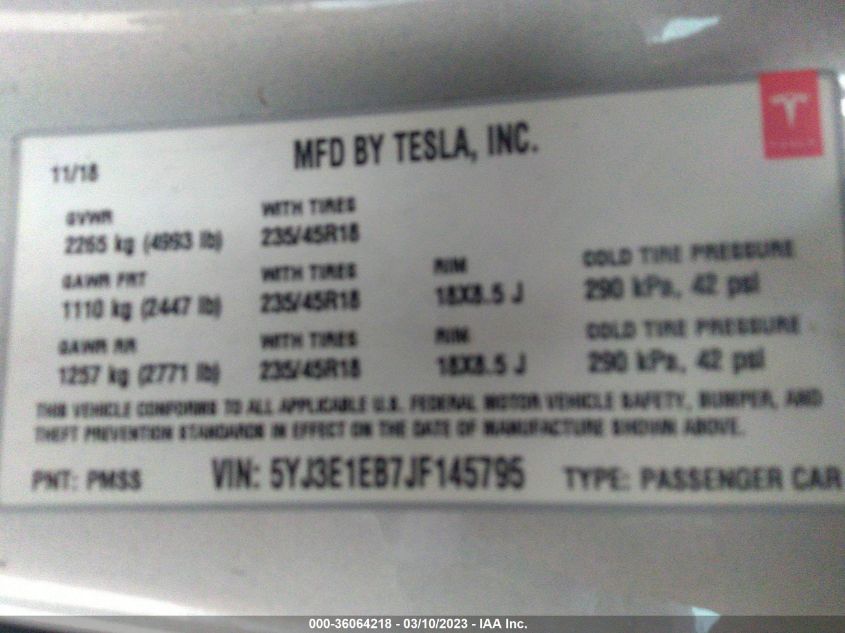 MFD BY TESLA, INC.
TESLA
11/18
GVWR WITH TIRES
2265 kg (4993 lb) 235/45R18
GAWR FRT WITH TIRES RIM COLD TIRE PRESSURE
1110 kg (2447 lb) 235/45R18 18X8.5 J 290 kPa, 42 psi
GAWR RR WITH TIRES RIM COLD TIRE PRESSURE
1257 kg (2771 lb) 235/45R18 18X8.5 J 290 kPa, 42 psi
THIS VEHICLE CONFORMS TO ALL APPLICABLE U.S. FEDERAL MOTOR VEHICLE SAFETY, BUMPER, AND
THEFT PREVENTION STANDARDS IN EFFECT ON THE DATE OF MANUFACTURE SHOWN ABOVE.
PNT: PMSS VIN: 5YJ3E1EB7JF145795 TYPE: PASSENGER CAR
000-36064218 - 03/10/2023 - IAA Inc.